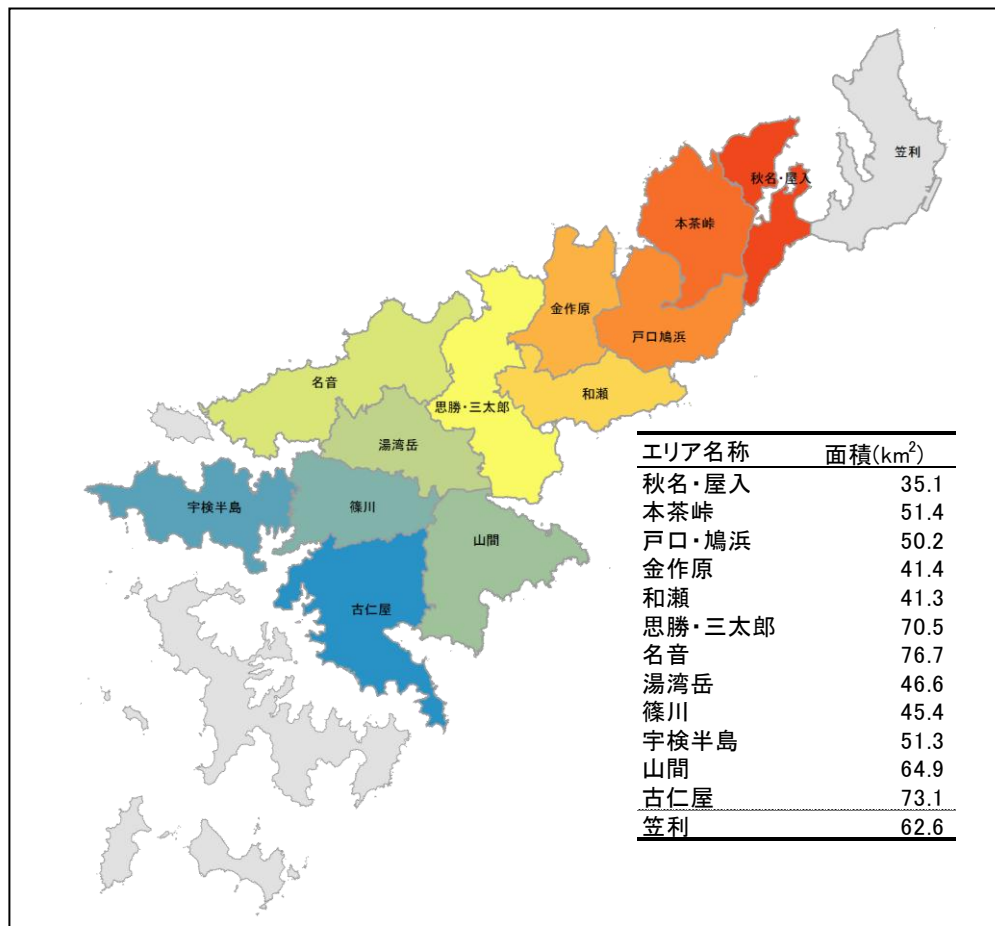 笠利
秋名・屋入
本茶峠
金作原
戸口鳩浜
名音
和瀬
思勝・三太郎
湯湾岳
宇検半島
篠川
山間
古仁屋
エリア名称 面積(km²)
秋名・屋入 35.1
本茶峠 51.4
戸口・鳩浜 50.2
金作原 41.4
和瀬 41.3
思勝・三太郎 70.5
名音 76.7
湯湾岳 46.6
篠川 45.4
宇検半島 51.3
山間 64.9
古仁屋 73.1
笠利 62.6